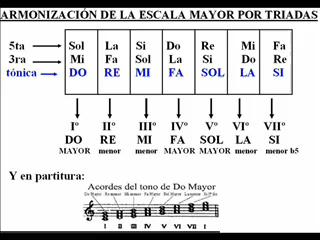 ARMONIZACIÓN DE LA ESCALA MAYOR POR TRIADAS
5ta Sol La Si Do Re Mi Fa
3ra Mi Fa Sol La Si Do Re
tónica DO RE MI FA SOL LA SI
Iº IIº IIIº IVº Vº VIº VIIº
DO RE MI FA SOL LA SI
MAYOR menor menor MAYOR MAYOR menor menor b5
Y en partitura:
Acordes del tono de Do Mayor
I II III IV V VI VII